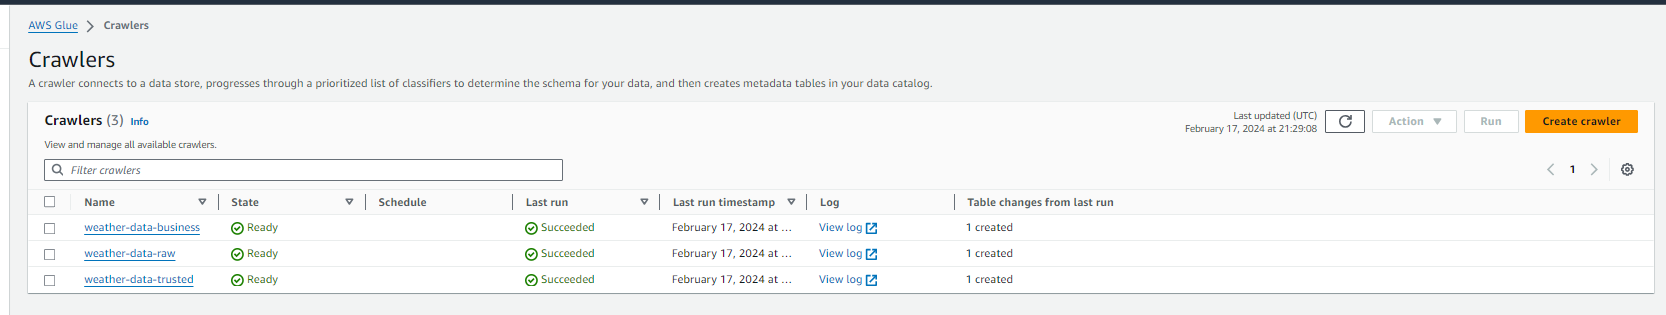 AWS Glue > Crawlers
Crawlers
A crawler connects to a data store, progresses through a prioritized list of classifiers to determine the schema for your data, and then creates metadata tables in your data catalog.
Crawlers (3) Info
Last updated (UTC)
February 17, 2024 at 21:29:08
Action
Run
Create crawler
View and manage all available crawlers.
Filter crawlers
1
Name State Schedule Last run Last run timestamp Log Table changes from last run
weather-data-business Ready Succeeded February 17, 2024 at ... View log 1 created
weather-data-raw Ready Succeeded February 17, 2024 at ... View log 1 created
weather-data-trusted Ready Succeeded February 17, 2024 at ... View log 1 created